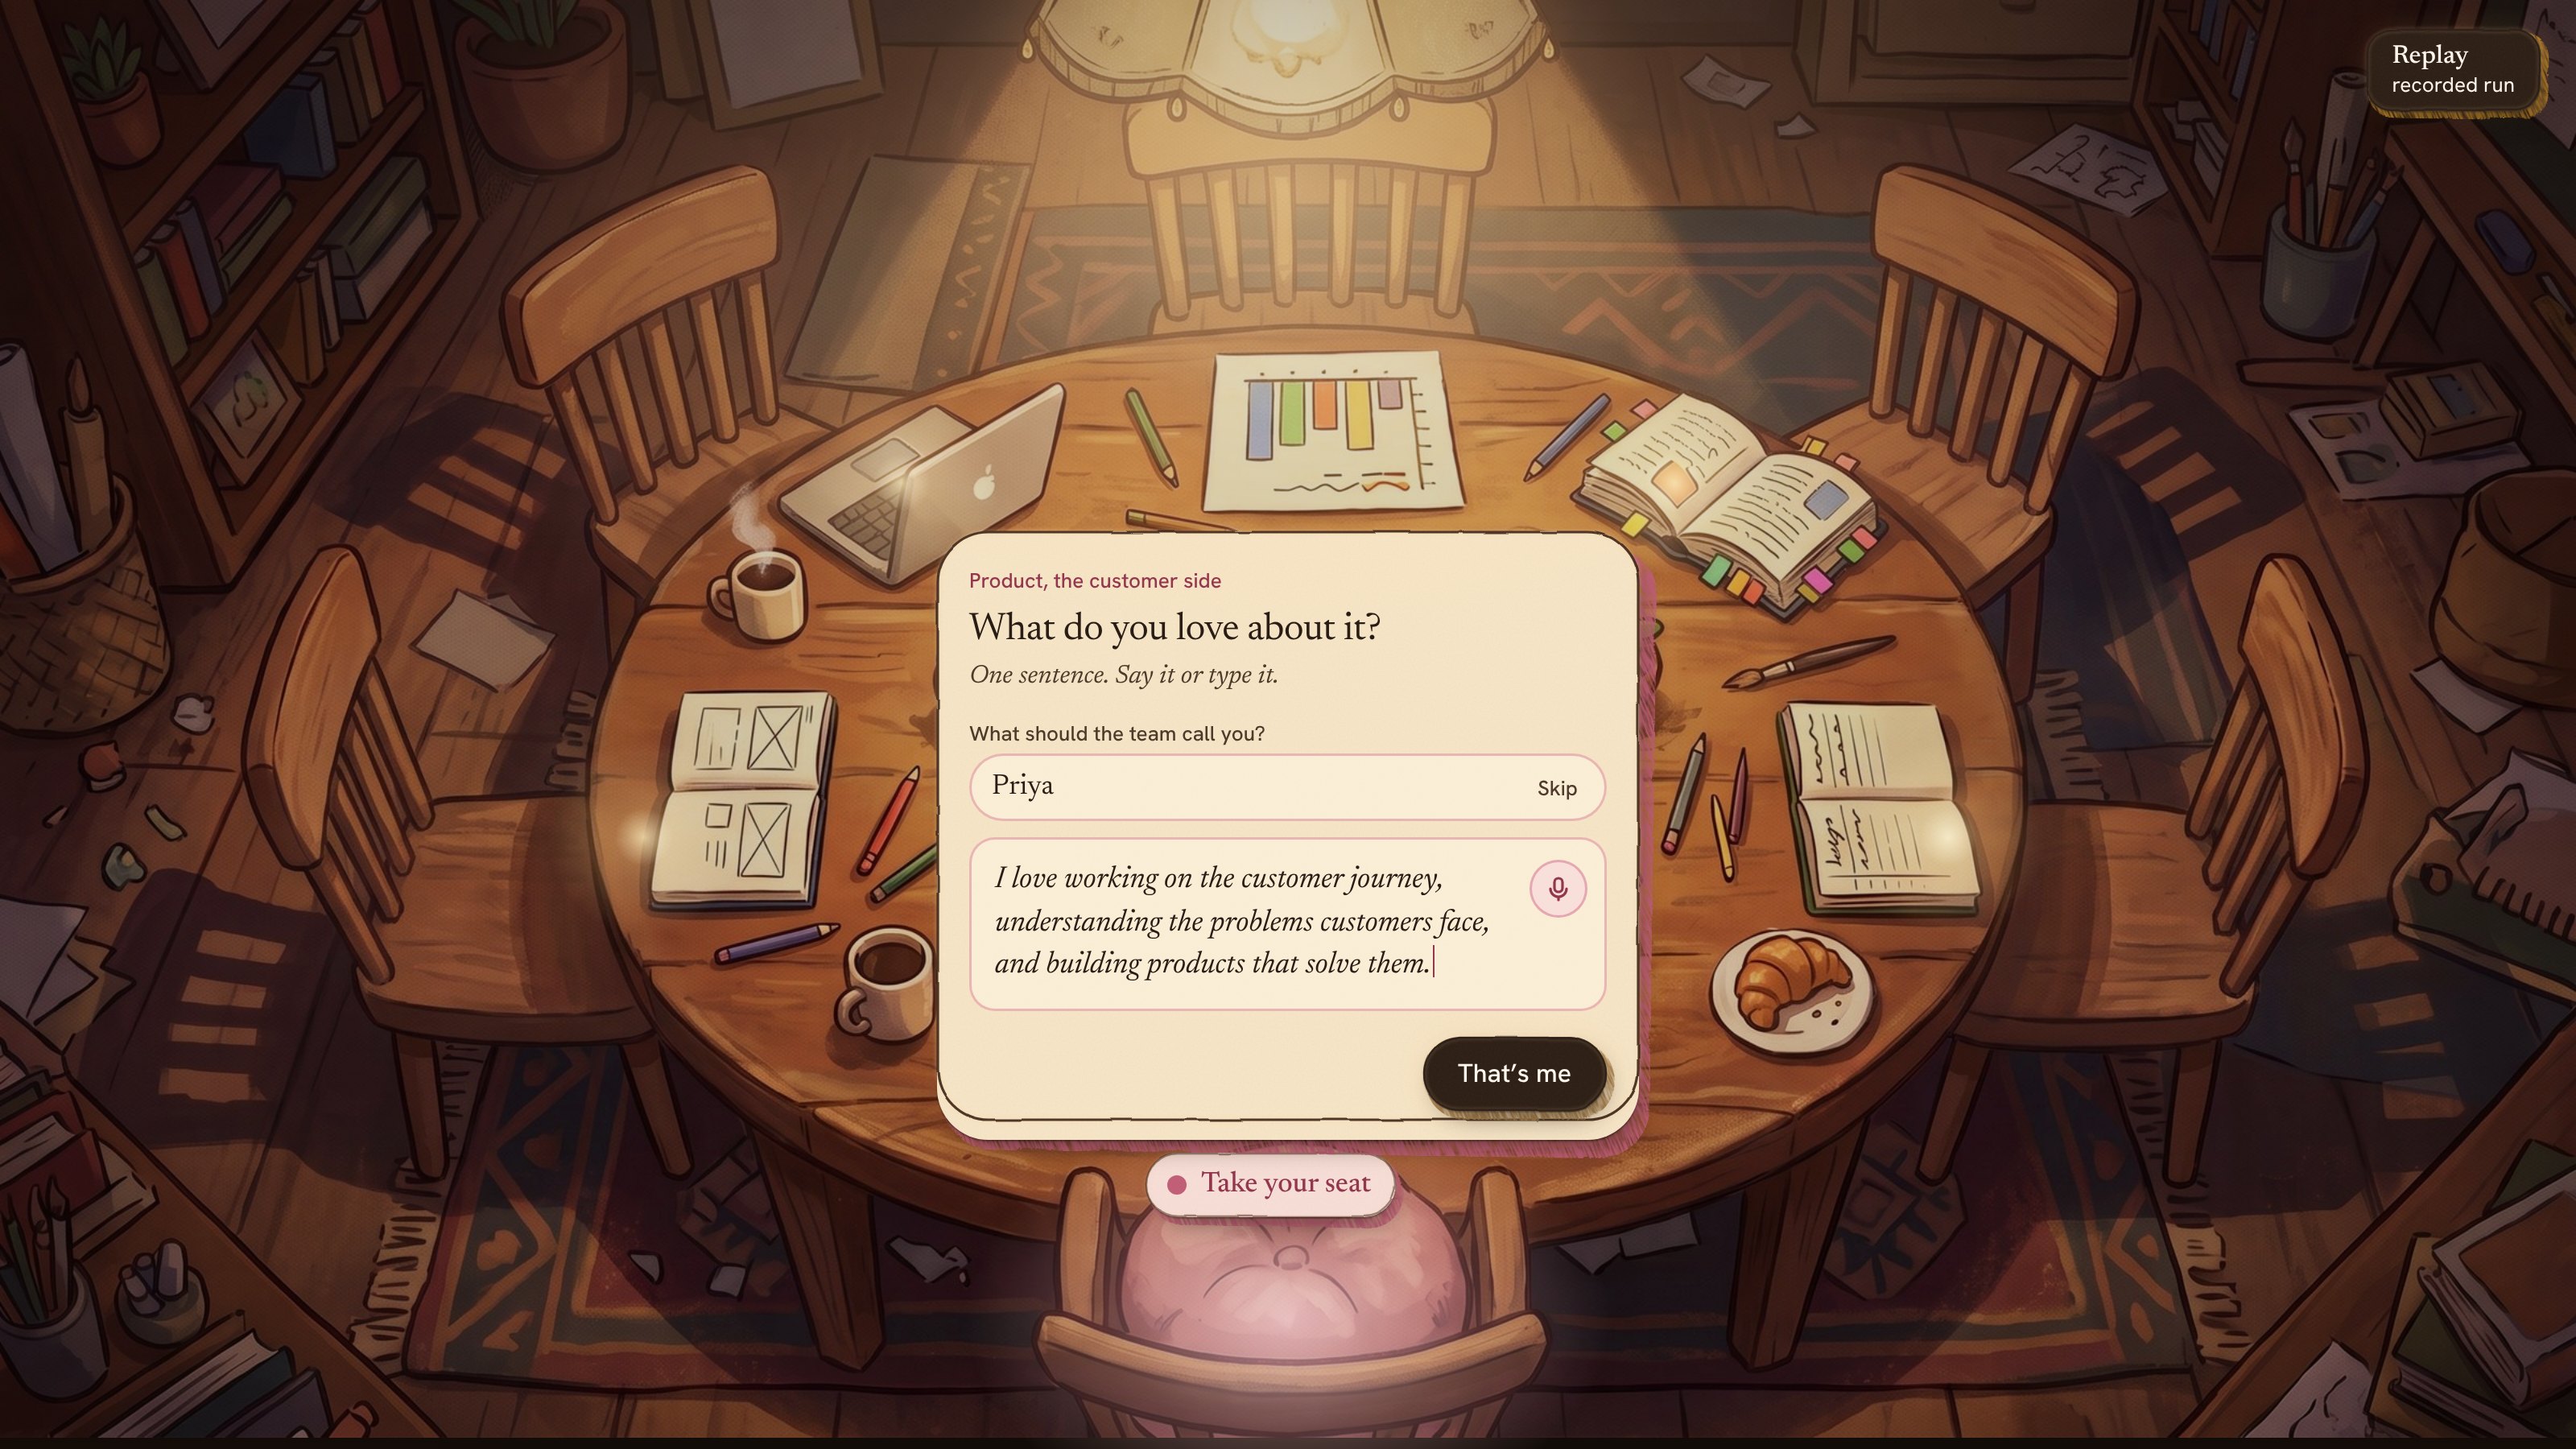 Replay
recorded run
Product, the customer side
What do you love about it?
One sentence. Say it or type it.
What should the team call you?
Priya
Skip
I love working on the customer journey,
understanding the problems customers face,
and building products that solve them.
That’s me
Take your seat